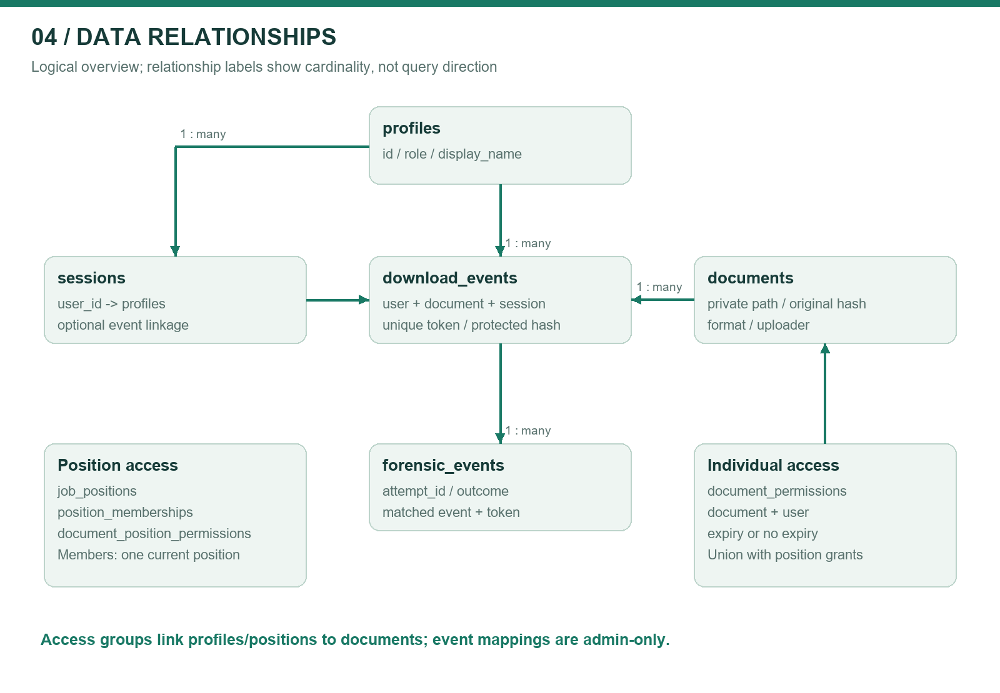 04 / DATA RELATIONSHIPS
Logical overview; relationship labels show cardinality, not query direction
profiles
id / role / display_name
1 : many
1 : many
sessions
user_id -> profiles
optional event linkage
download_events
user + document + session
unique token / protected hash
1 : many
documents
private path / original hash
format / uploader
1 : many
Position access
job_positions
position_memberships
document_position_permissions
Members: one current position
forensic_events
attempt_id / outcome
matched event + token
Individual access
document_permissions
document + user
expiry or no expiry
Union with position grants
Access groups link profiles/positions to documents; event mappings are admin-only.